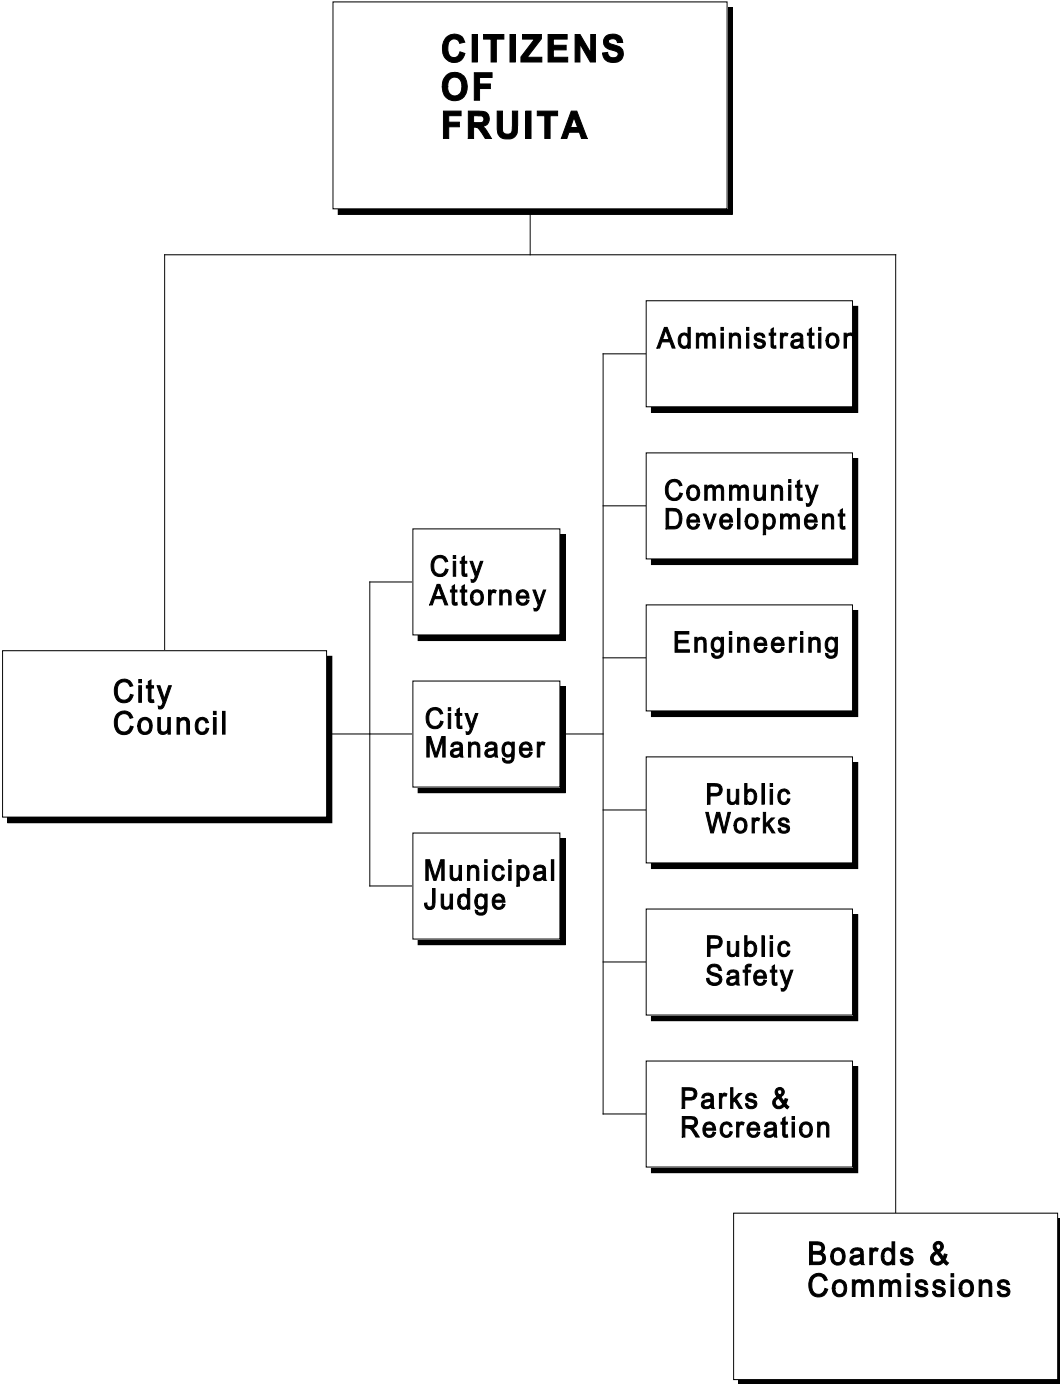 CITIZENS
OF
FRUITA
Administration
Community
Development
City
Attorney
Engineering
City
Council
City
Manager
Public
Works
Municipal
Judge
Public
Safety
Parks &
Recreation
Boards &
Commissions